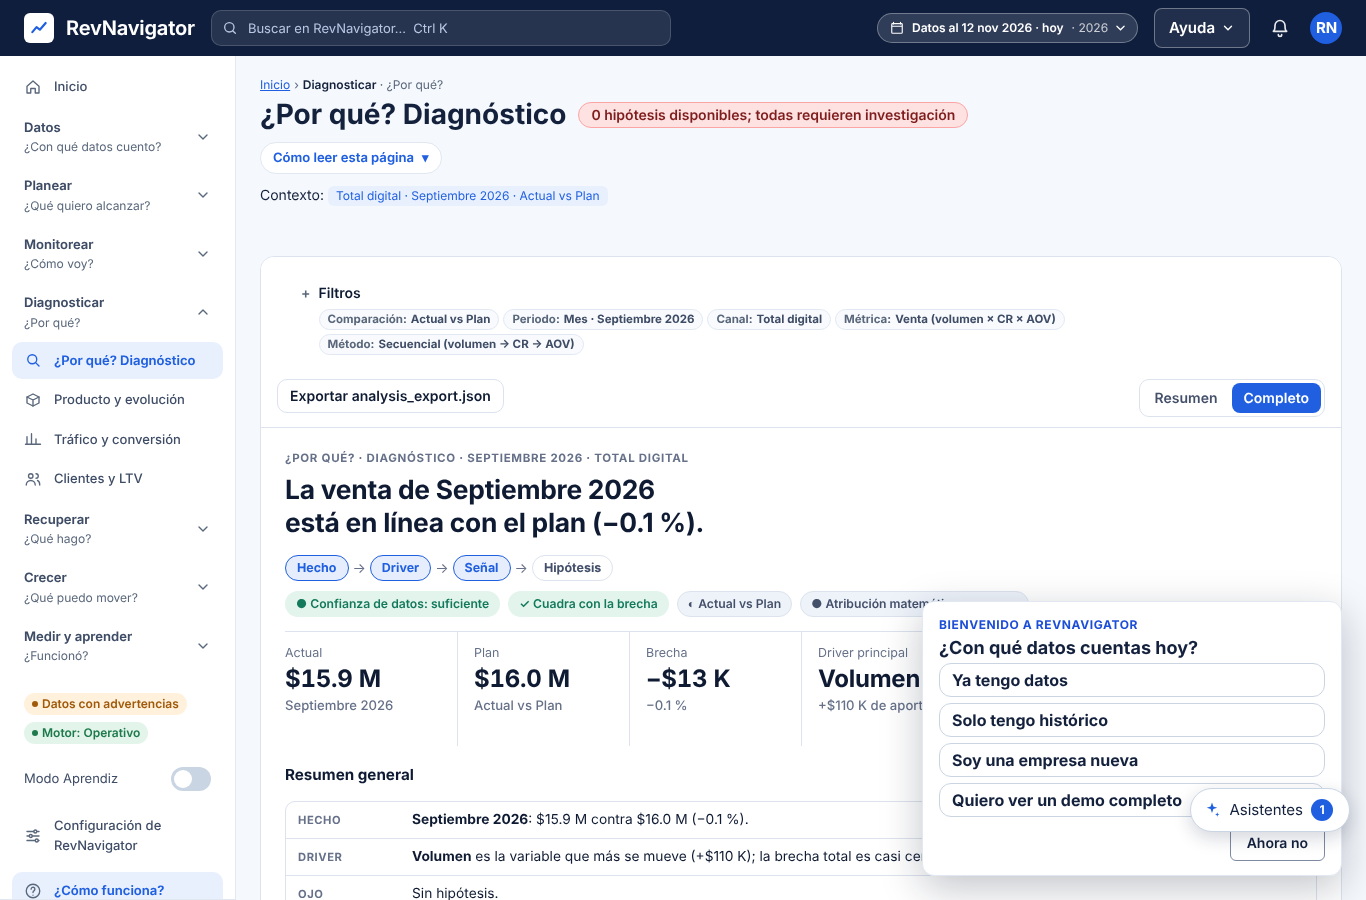 RevNavigator
Buscar en RevNavigator... Ctrl K
Datos al 12 nov 2026 · hoy · 2026
Ayuda
RN
Inicio
Datos
¿Con qué datos cuento?
Planear
¿Qué quiero alcanzar?
Monitorear
¿Cómo voy?
Diagnosticar
¿Por qué?
¿Por qué? Diagnóstico
Producto y evolución
Tráfico y conversión
Clientes y LTV
Recuperar
¿Qué hago?
Crecer
¿Qué puedo mover?
Medir y aprender
¿Funcionó?
Datos con advertencias
Motor: Operativo
Modo Aprendiz
Configuración de
RevNavigator
¿Cómo funciona?
Inicio › Diagnosticar · ¿Por qué?
¿Por qué? Diagnóstico
0 hipótesis disponibles; todas requieren investigación
Cómo leer esta página ▼
Contexto: Total digital · Septiembre 2026 · Actual vs Plan
+ Filtros
Comparación: Actual vs Plan
Periodo: Mes · Septiembre 2026
Canal: Total digital
Métrica: Venta (volumen × CR × AOV)
Método: Secuencial (volumen → CR → AOV)
Exportar analysis_export.json
Resumen
Completo
¿POR QUÉ? · DIAGNÓSTICO · SEPTIEMBRE 2026 · TOTAL DIGITAL
La venta de Septiembre 2026
está en línea con el plan (−0.1 %).
Hecho → Driver → Señal → Hipótesis
● Confianza de datos: suficiente
✓ Cuadra con la brecha
Actual vs Plan
● Atribución
Actual
$15.9 M
Septiembre 2026
Plan
$16.0 M
Actual vs Plan
Brecha
−$13 K
−0.1 %
Driver principal
Volumen
+$110 K de
Resumen general
HECHO
Septiembre 2026: $15.9 M contra $16.0 M (−0.1 %).
DRIVER
Volumen es la variable que más se mueve (+$110 K); la brecha total es casi
OJO
Sin hipótesis.
BIENVENIDO A REVNAVIGATOR
¿Con qué datos cuentas hoy?
Ya tengo datos
Solo tengo histórico
Soy una empresa nueva
Quiero ver un demo completo
Asistentes 1
Ahora no